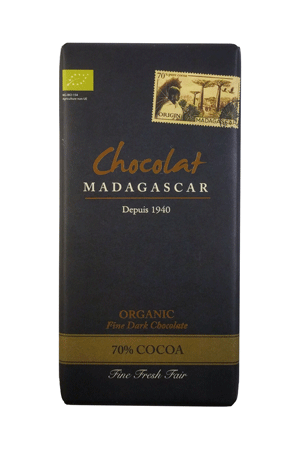 70%
ORIGIN
MADAGASCAR
Chocolat
MADAGASCAR
Depuis 1940
ORGANIC
Fine Dark Chocolate
70% COCOA
Fine Fresh Fair